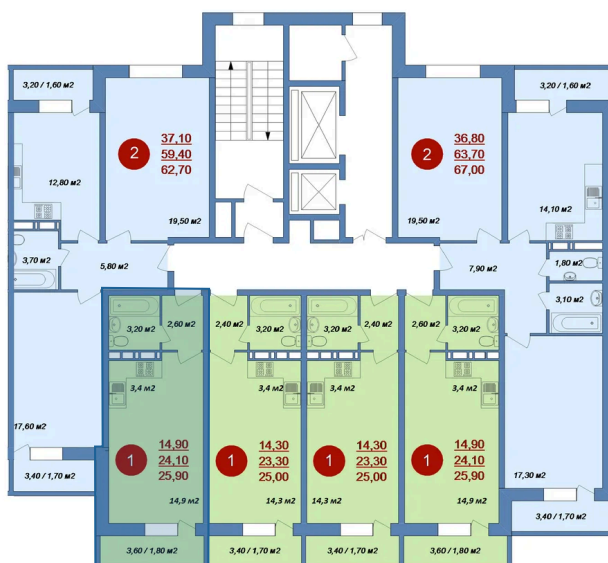 3,20 / 1,60 м2
3,20 / 1,60 м2
2
37,10
59,40
62,70
2
36,80
63,70
67,00
12,80 м2
19,50 м2
19,50 м2
14,10 м2
3,70 м2
5,80 м2
7,90 м2
1,80 м2
3,10 м2
3,20 м2
2,60 м2
2,40 м2
3,20 м2
3,20 м2
2,40 м2
2,60 м2
3,20 м2
3,4 м2
3,4 м2
3,4 м2
3,4 м2
17,60 м2
1
14,90
24,10
25,90
1
14,30
23,30
25,00
1
14,30
23,30
25,00
1
14,90
24,10
25,90
17,30 м2
14,9 м2
14,3 м2
14,3 м2
14,9 м2
3,40 / 1,70 м2
3,40 / 1,70 м2
3,60 / 1,80 м2
3,40 / 1,70 м2
3,40 / 1,70 м2
3,60 / 1,80 м2